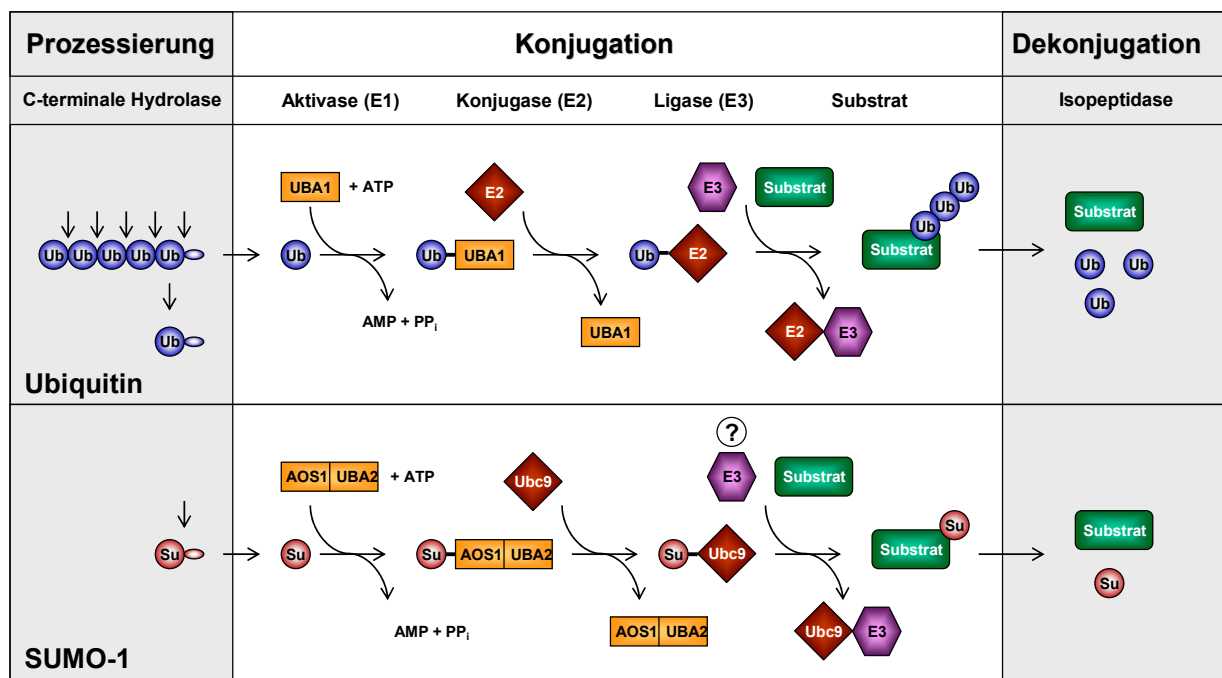 Prozessierung Konjugation Dekonjugation
C-terminale Hydrolase Aktivase (E1) Konjugase (E2) Ligase (E3) Substrat Isopeptidase
UBA1 + ATP E2 E3 Substrat Ub Ub Ub
Substrat
Ub Ub Ub Ub Ub Ub Ub UBA1 Ub E2 Substrat Ub Ub Ub
AMP + PPi
Ub UBA1 E2 E3
Ubiquitin
?
AOS1 UBA2 + ATP Ubc9 E3 Substrat
Su Su Su AOS1 UBA2 Su Ubc9 Substrat Su Substrat
Su
AMP + PPi AOS1 UBA2 Ubc9 E3
SUMO-1